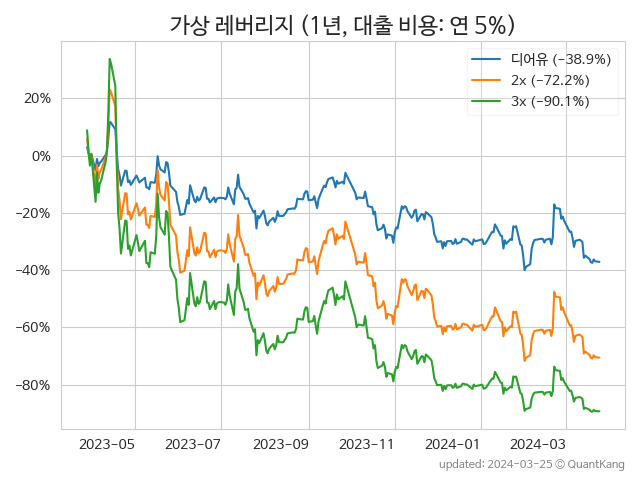 가상 레버리지 (1년, 대출 비용: 연 5%)
디어유 (−38.9%)
2x (−72.2%)
3x (−90.1%)
20%
0%
−20%
−40%
−60%
−80%
2023−05 2023−07 2023−09 2023−11 2024−01 2024−03
updated: 2024−03−25 © QuantKang